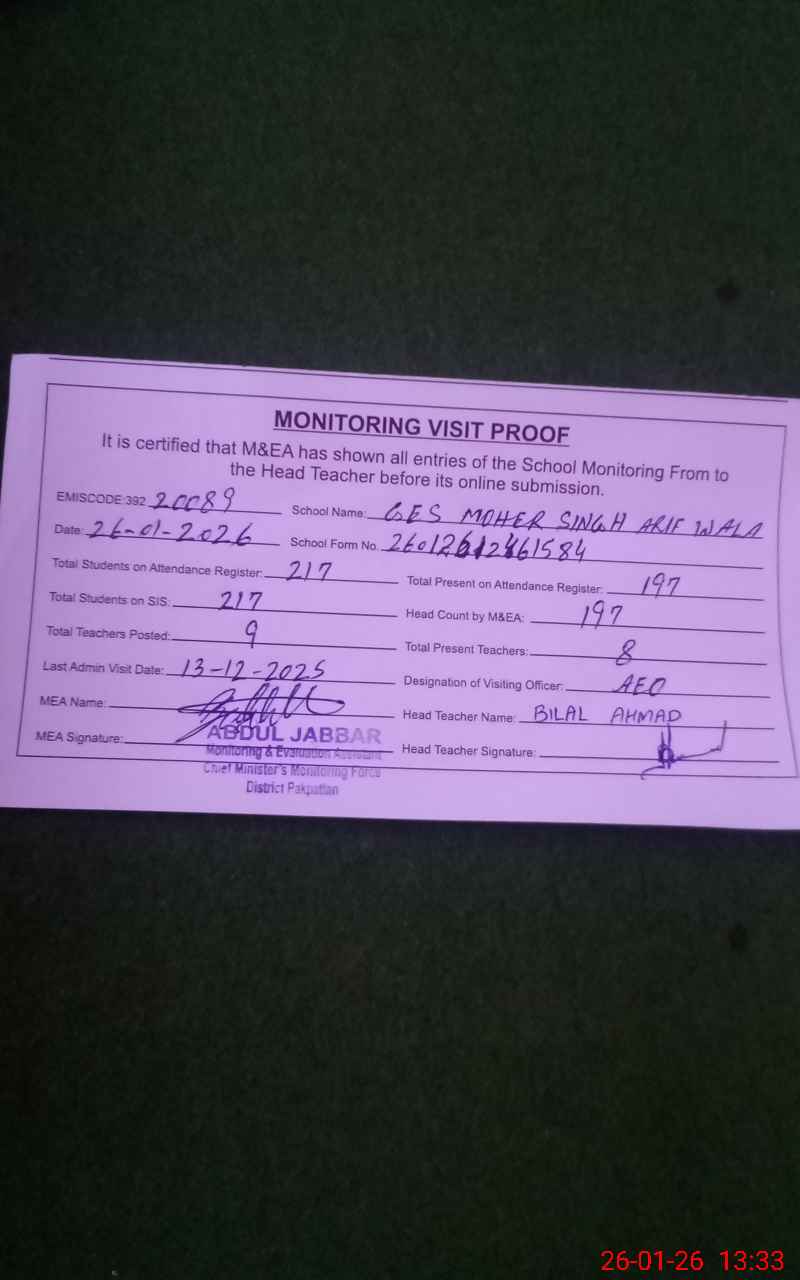 MONITORING VISIT PROOF
It is certified that M&EA has shown all entries of the School Monitoring From to
the Head Teacher before its online submission.
EMISCODE:392 20089 School Name: GES MOHER SINGH ARIF WALA
Date: 26-01-2026 School Form No.
Total Students on Attendance Register: 217 Total Present on Attendance Register: 197
Total Students on SIS: 217 Head Count by M&EA: 197
Total Teachers Posted: 9 Total Present Teachers: 8
Last Admin Visit Date: 13-12-2025 Designation of Visiting Officer: AEO
MEA Name: Head Teacher Name: BILAL AHMAD
MEA Signature: Head Teacher Signature:
ABDUL JABBAR
Monitoring & Evaluation Assistant
Chief Minister's Monitoring Force
District Pakpattan
26-01-26 13:33